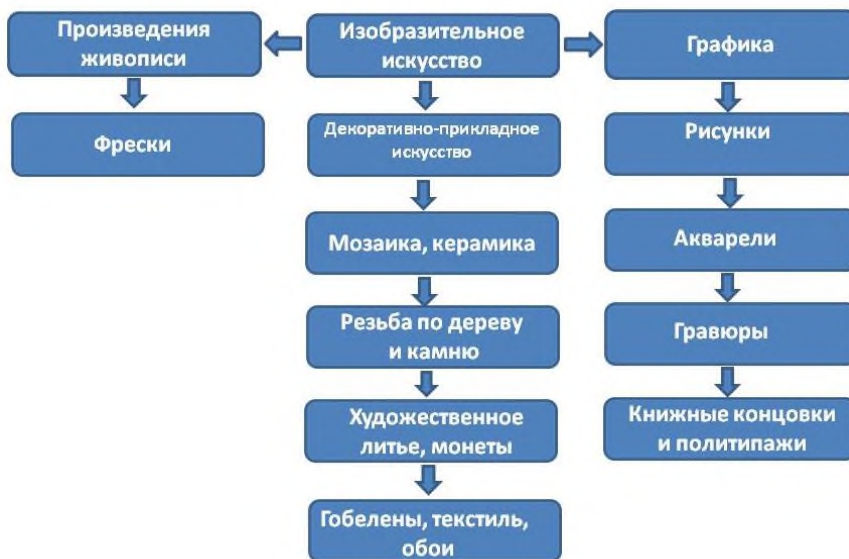 Произведения
живописи
Изобразительное
искусство
Графика
Фрески
Декоративно-прикладное
искусство
Рисунки
Мозаика, керамика
Акварели
Резьба по дереву
и камню
Гравюры
Художественное
литье, монеты
Книжные концовки
и политипажи
Гобелены, текстиль,
обои